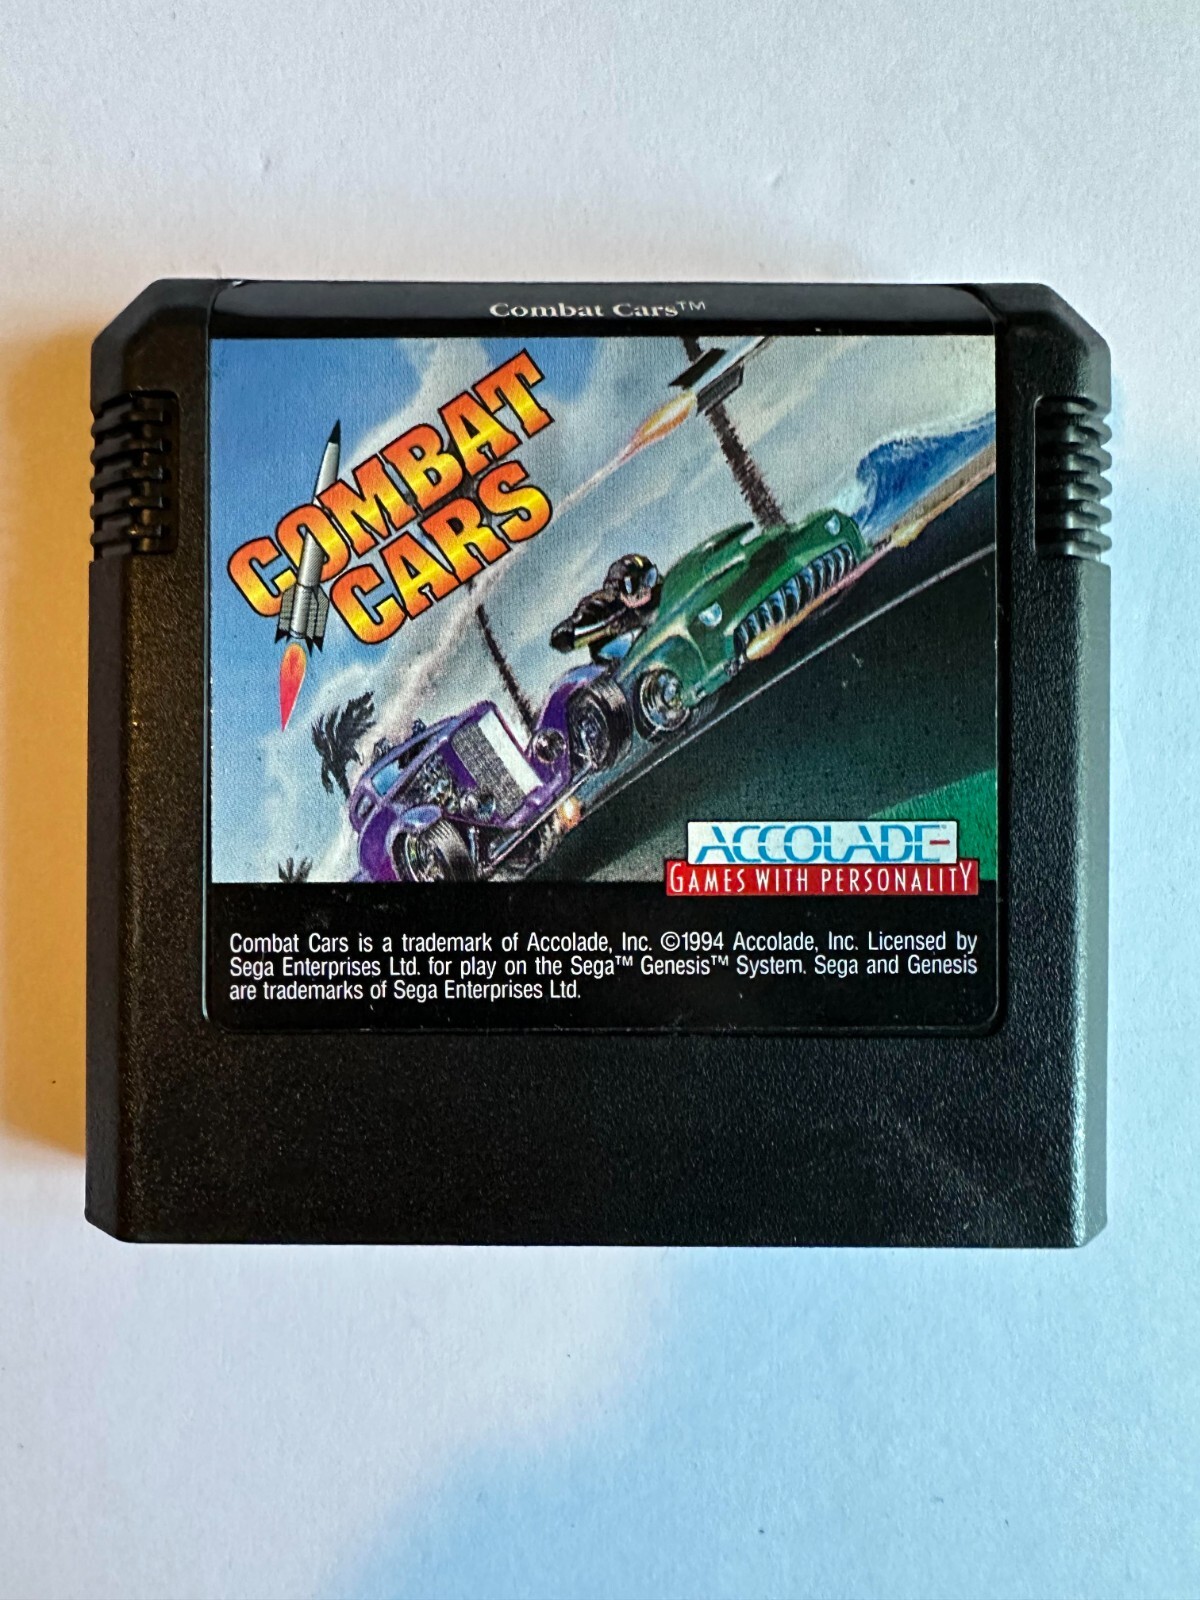 Combat Cars™
COMBAT
CARS
ACCOLADE
GAMES WITH PERSONALITY
Combat Cars is a trademark of Accolade, Inc. ©1994 Accolade, Inc. Licensed by
Sega Enterprises Ltd. for play on the Sega™ Genesis™ System. Sega and Genesis
are trademarks of Sega Enterprises Ltd.